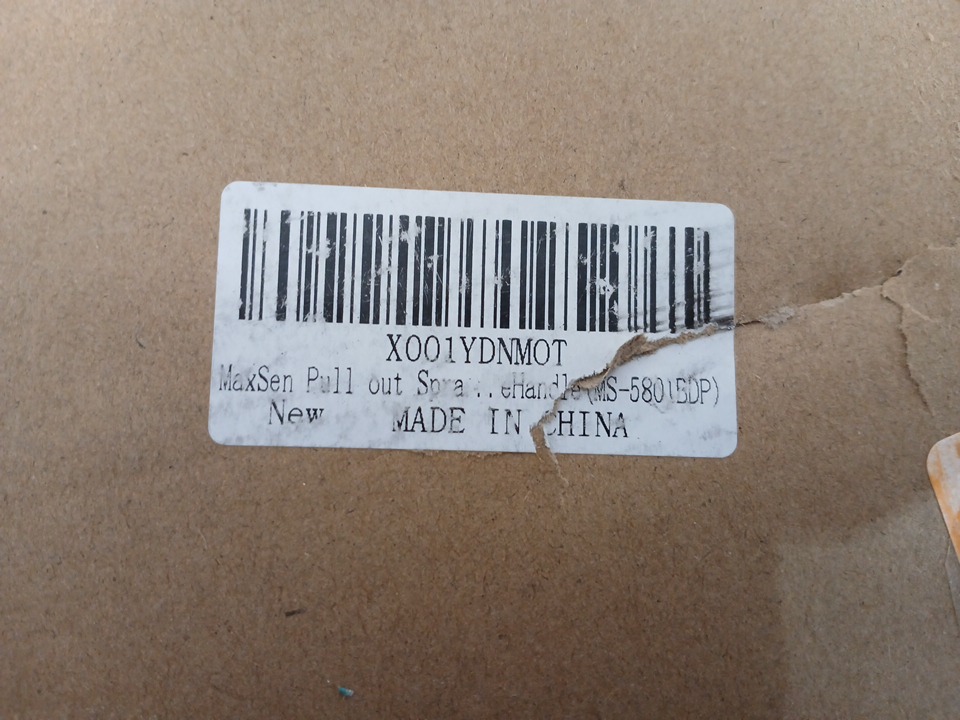 X001YDNMOT
MaxSen Pull out Spra...eHandle(MS-5801BDP)
New MADE IN CHINA